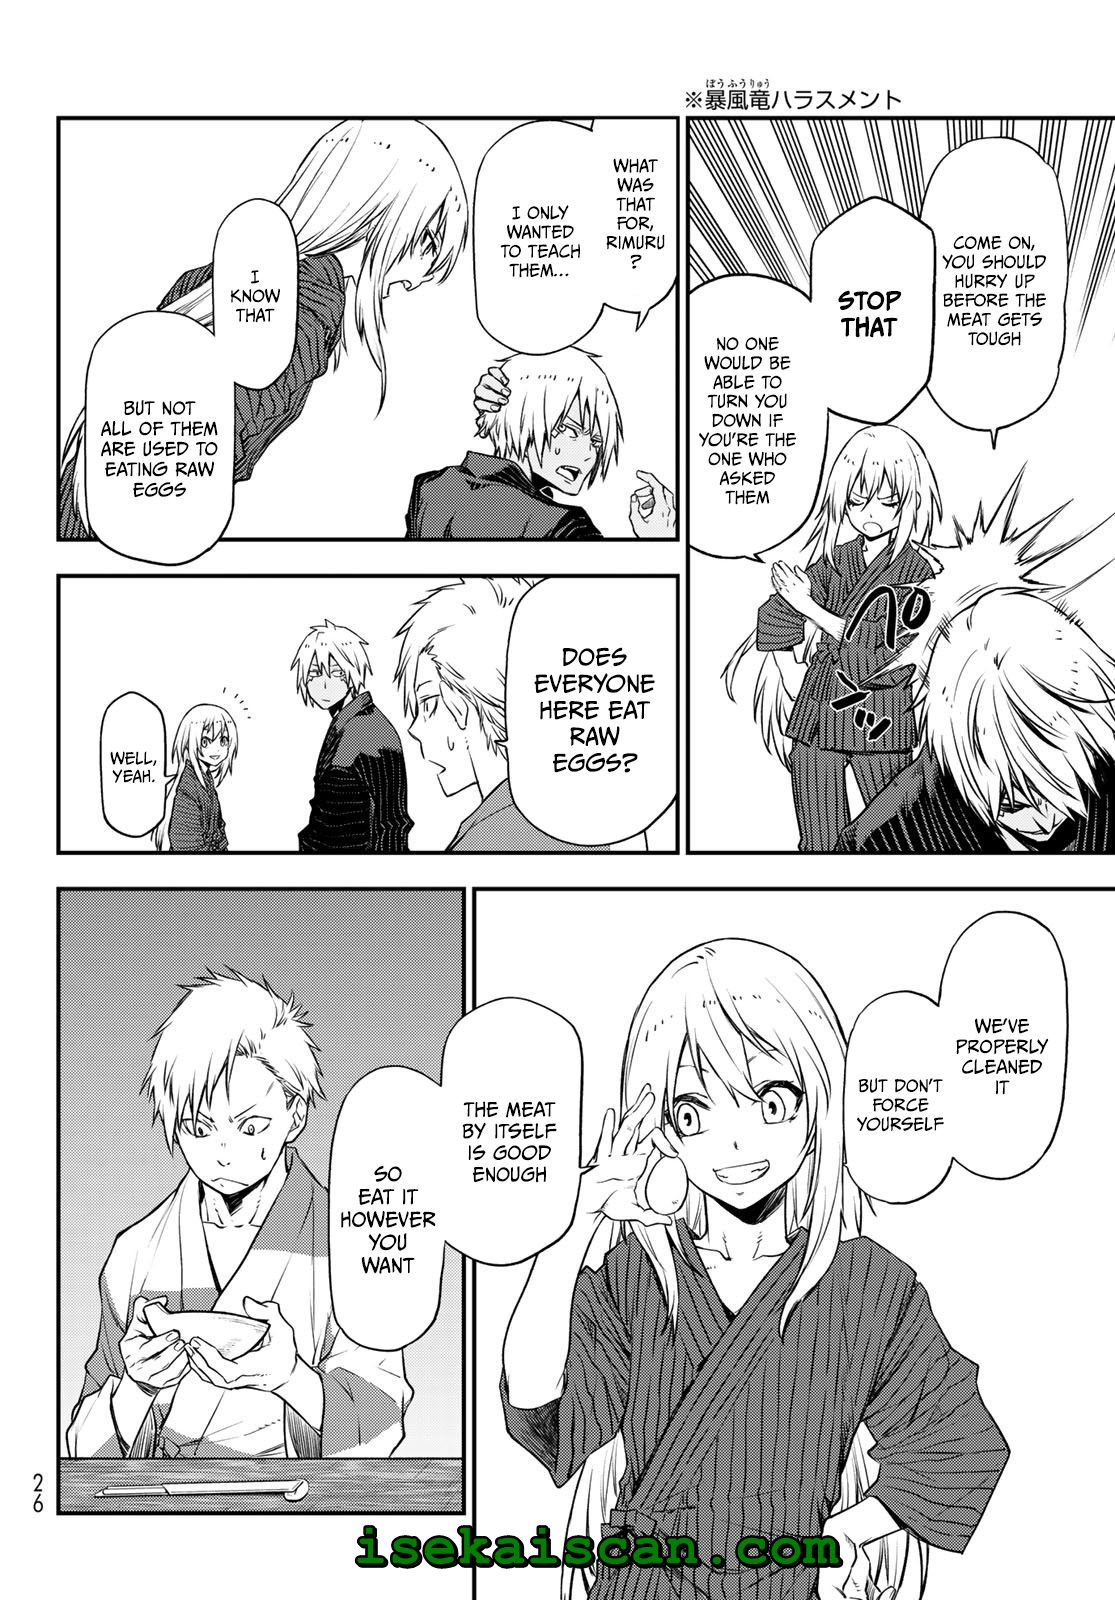 ※暴風竜ハラスメント
ぼうふうりゅう
COME ON,
YOU SHOULD
HURRY UP
BEFORE THE
MEAT GETS
TOUGH
STOP
THAT
NO ONE
WOULD BE
ABLE TO
TURN YOU
DOWN IF
YOU'RE THE
ONE WHO
ASKED
THEM
ペロンッ
WHAT
WAS
THAT
FOR,
RIMURU
?
I ONLY
WANTED
TO TEACH
THEM...
I
KNOW
THAT
BUT NOT
ALL OF THEM
ARE USED TO
EATING RAW
EGGS
DOES
EVERYONE
HERE EAT
RAW
EGGS?
WELL,
YEAH.
WE'VE
PROPERLY
CLEANED
IT
BUT DON'T
FORCE
YOURSELF
THE MEAT
BY ITSELF
IS GOOD
ENOUGH
SO
EAT IT
HOWEVER
YOU
WANT
26
isekaiscan.com